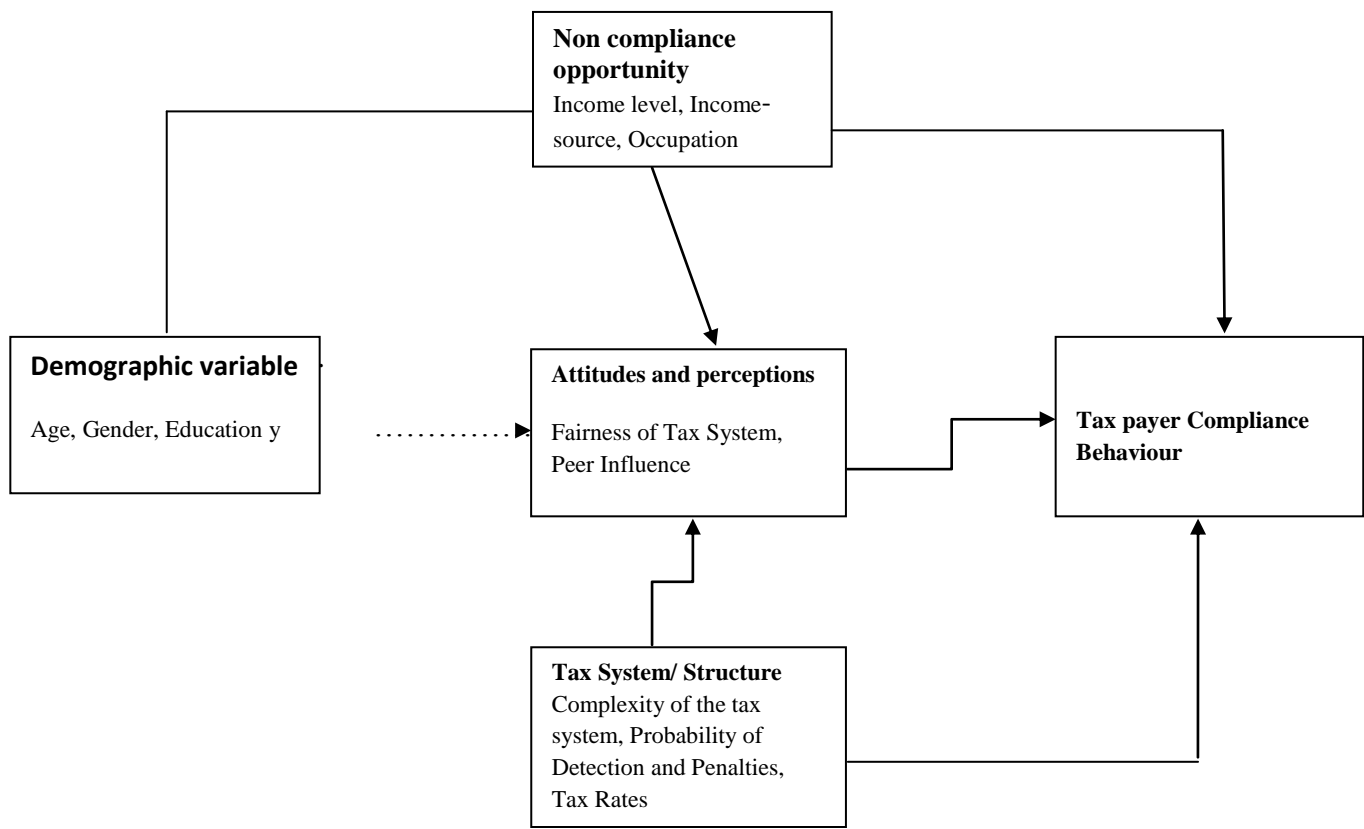 Non compliance
opportunity
Income level, Income-
source, Occupation
Demographic variable
Age, Gender, Education y
Attitudes and perceptions
Fairness of Tax System,
Peer Influence
Tax payer Compliance
Behaviour
Tax System/ Structure
Complexity of the tax
system, Probability of
Detection and Penalties,
Tax Rates